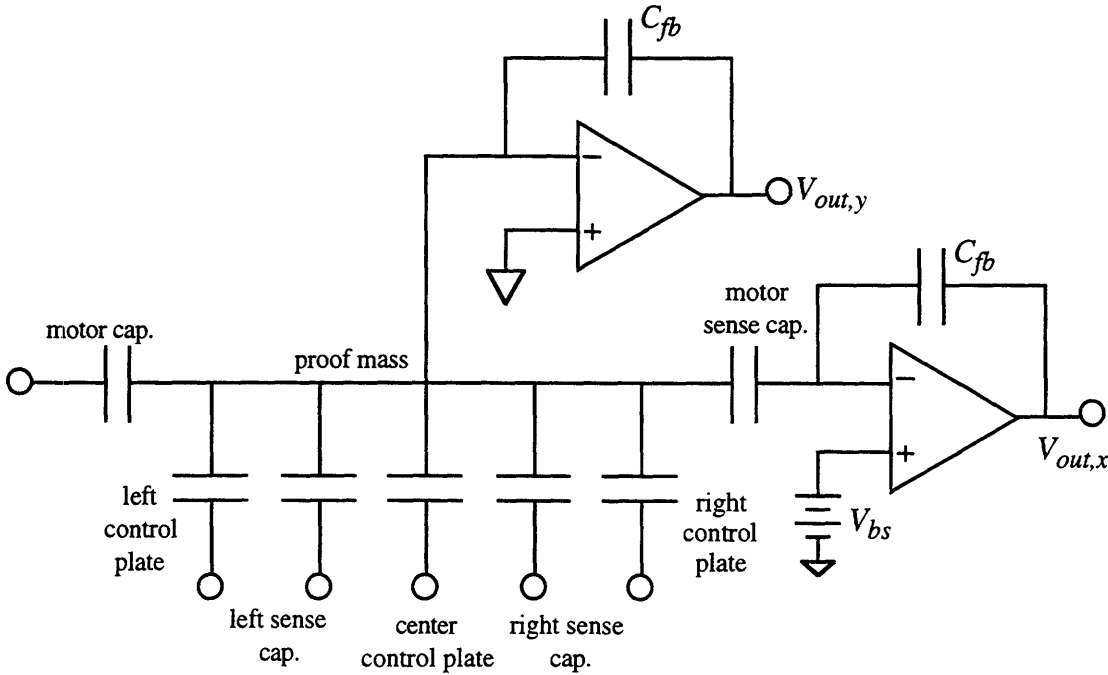 C_fb
−
+
V_out,y
C_fb
motor
sense cap.
motor cap.
proof mass
−
+
V_out,x
V_bs
left
control
plate
right
control
plate
left sense
cap.
center
control plate
right sense
cap.